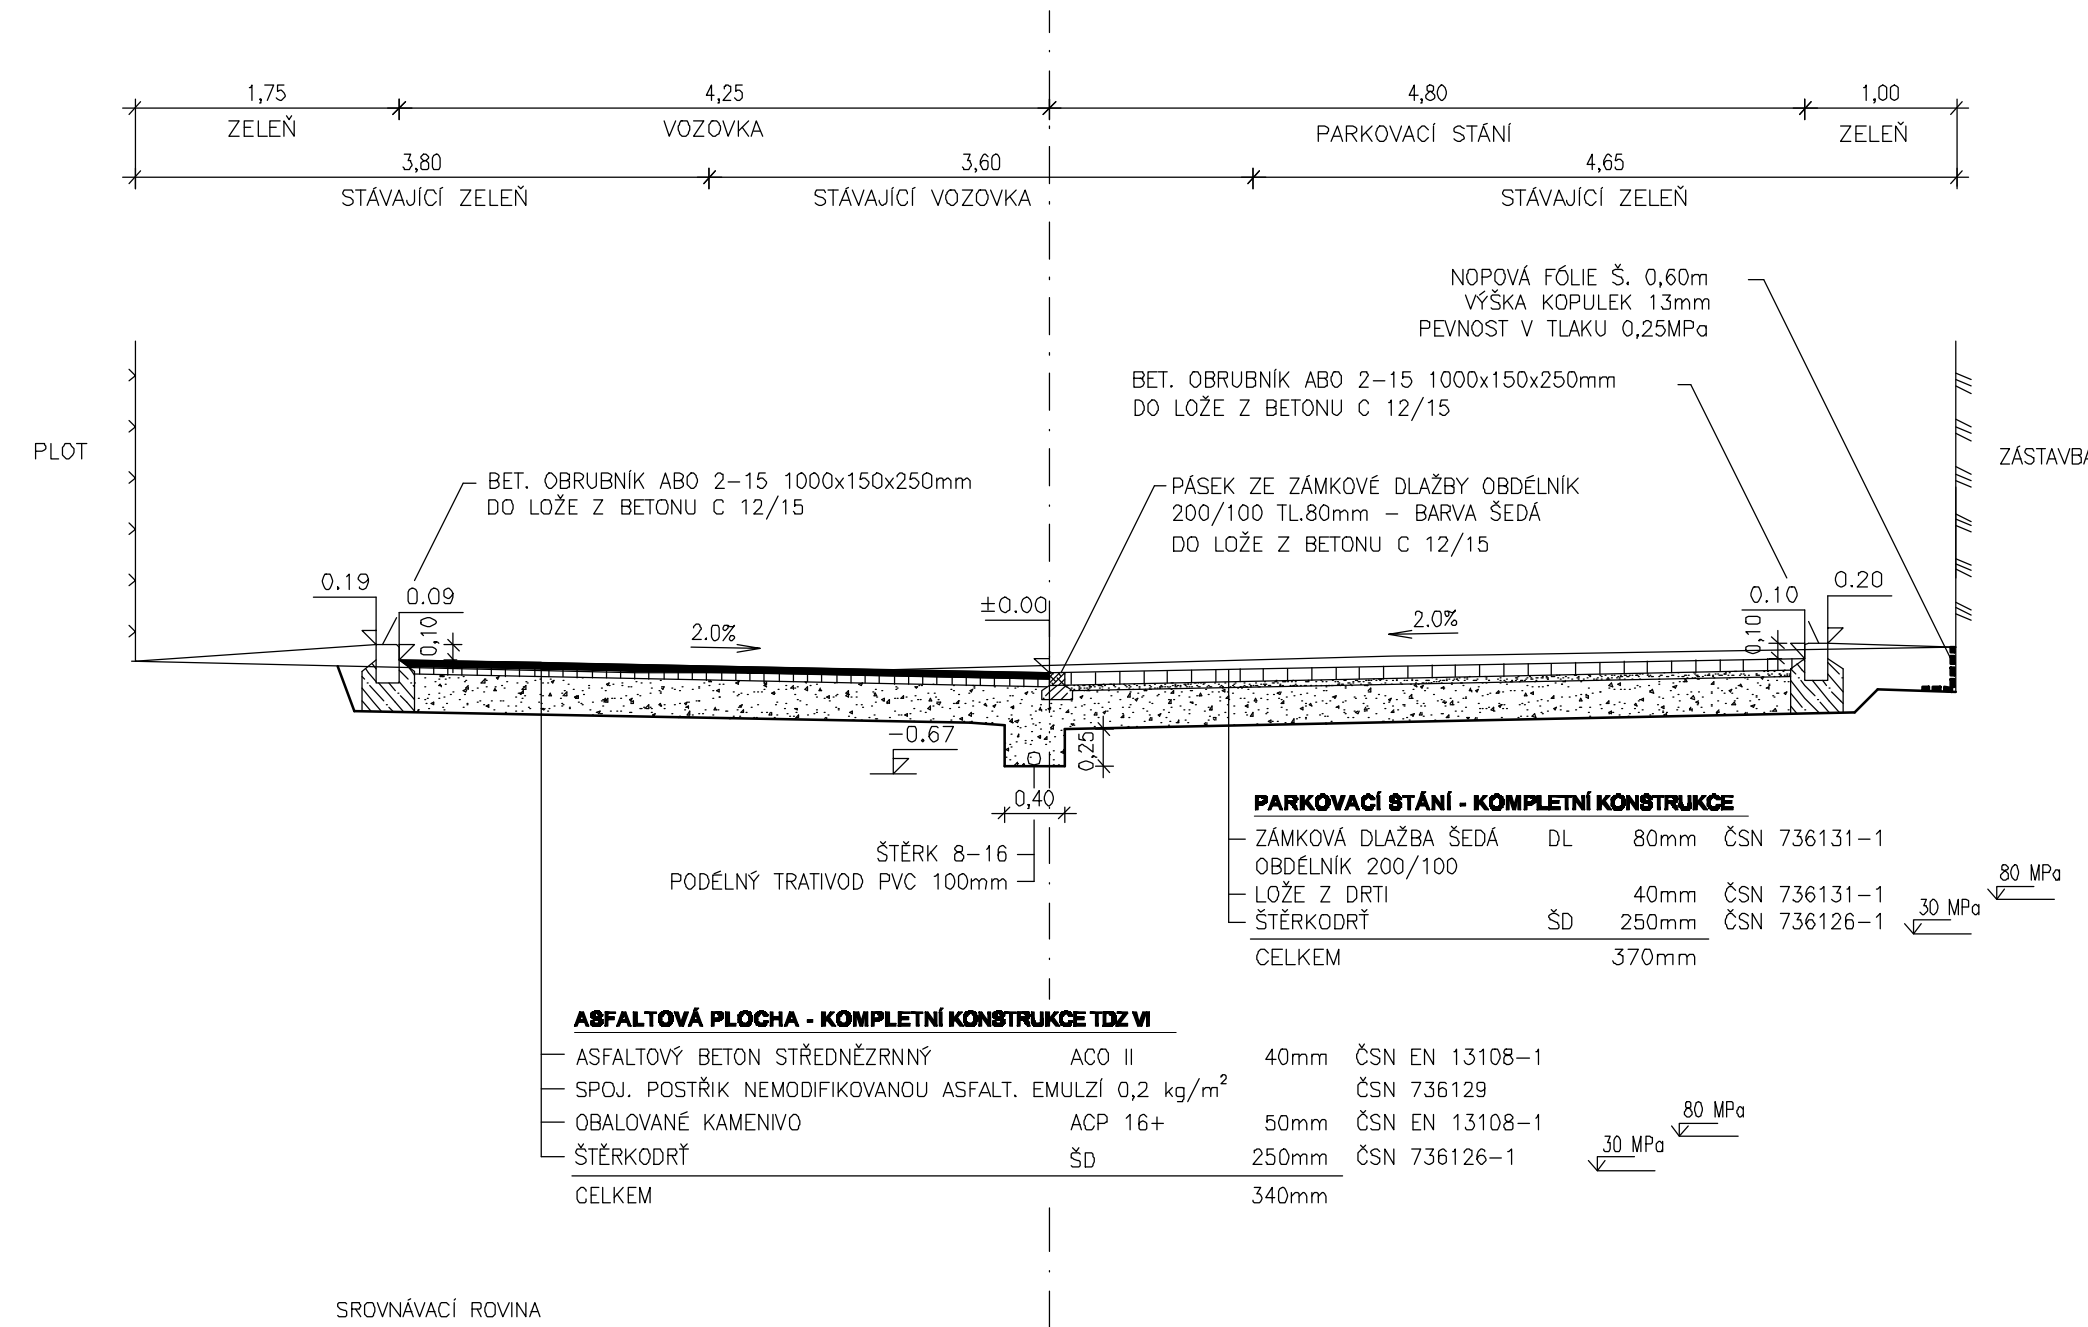 1,75 4,25 4,80 1,00
ZELEŇ VOZOVKA PARKOVACÍ STÁNÍ ZELEŇ
3,80 3,60 4,65
STÁVAJÍCÍ ZELEŇ STÁVAJÍCÍ VOZOVKA STÁVAJÍCÍ ZELEŇ
NOPOVÁ FÓLIE Š. 0,60m
VÝŠKA KOPULEK 13mm
PEVNOST V TLAKU 0,25MPa
BET. OBRUBNÍK ABO 2-15 1000x150x250mm
DO LOŽE Z BETONU C 12/15
PLOT
ZÁSTAVBA
BET. OBRUBNÍK ABO 2-15 1000x150x250mm
DO LOŽE Z BETONU C 12/15
PÁSEK ZE ZÁMKOVÉ DLAŽBY OBDÉLNÍK
200/100 TL.80mm - BARVA ŠEDÁ
DO LOŽE Z BETONU C 12/15
0.19
0.09
0,10
2.0%
±0.00
2.0%
0.10
0,10
0.20
-0.67
0,25
0,40
ŠTĚRK 8-16
PODÉLNÝ TRATIVOD PVC 100mm
PARKOVACÍ STÁNÍ - KOMPLETNÍ KONSTRUKCE
ZÁMKOVÁ DLAŽBA ŠEDÁ DL 80mm ČSN 736131-1
OBDÉLNÍK 200/100
LOŽE Z DRTI 40mm ČSN 736131-1
80 MPa
ŠTĚRKODRŤ ŠD 250mm ČSN 736126-1
30 MPa
CELKEM 370mm
ASFALTOVÁ PLOCHA - KOMPLETNÍ KONSTRUKCE TDZ VI
ASFALTOVÝ BETON STŘEDNĚZRNNÝ ACO II 40mm ČSN EN 13108-1
SPOJ. POSTŘIK NEMODIFIKOVANOU ASFALT. EMULZÍ 0,2 kg/m² ČSN 736129
OBALOVANÉ KAMENIVO ACP 16+ 50mm ČSN EN 13108-1
80 MPa
ŠTĚRKODRŤ ŠD 250mm ČSN 736126-1
30 MPa
CELKEM 340mm
SROVNÁVACÍ ROVINA